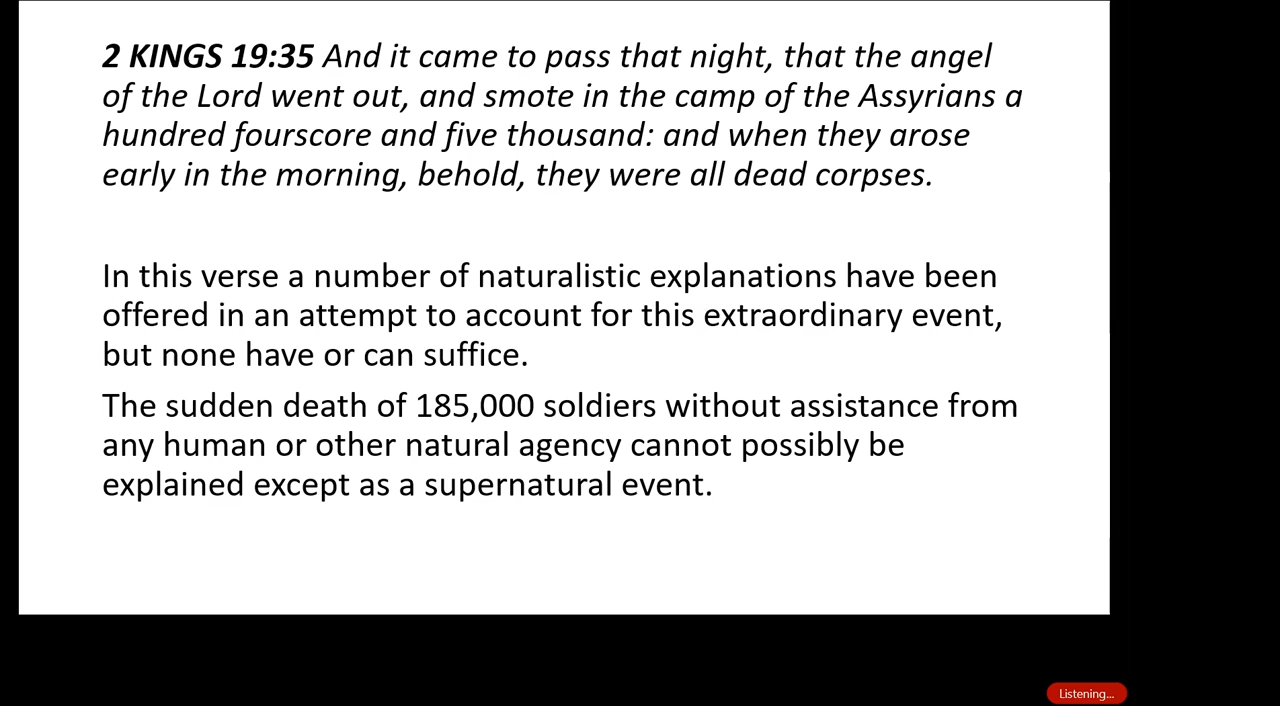 2 KINGS 19:35 And it came to pass that night, that the angel
of the Lord went out, and smote in the camp of the Assyrians a
hundred fourscore and five thousand: and when they arose
early in the morning, behold, they were all dead corpses.
In this verse a number of naturalistic explanations have been
offered in an attempt to account for this extraordinary event,
but none have or can suffice.
The sudden death of 185,000 soldiers without assistance from
any human or other natural agency cannot possibly be
explained except as a supernatural event.
Listening...